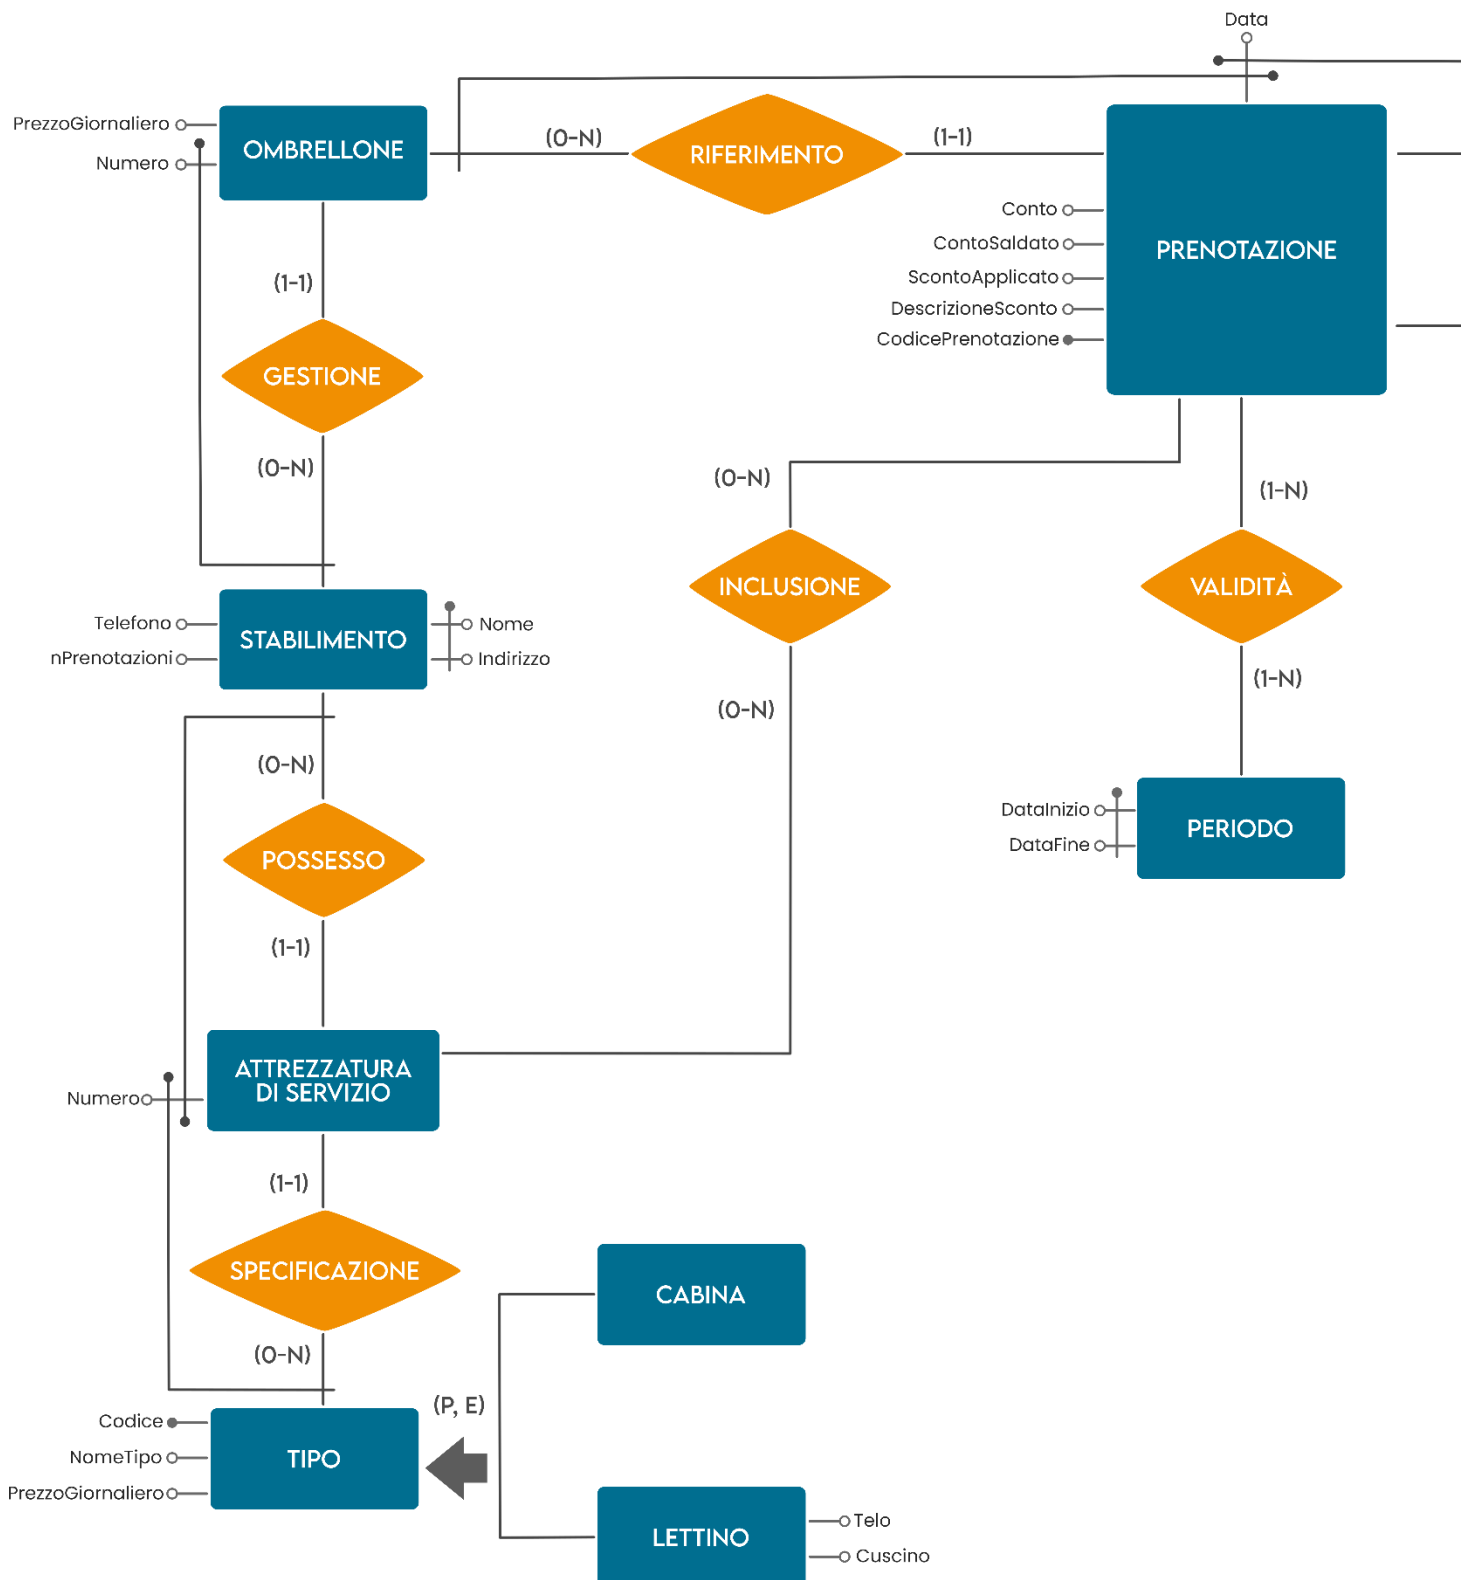 Data
PrezzoGiornaliero
Numero
OMBRELLONE
(0-N)
RIFERIMENTO
(1-1)
Conto
ContoSaldato
ScontoApplicato
DescrizioneSconto
CodicePrenotazione
PRENOTAZIONE
(1-1)
GESTIONE
(0-N)
(0-N)
(1-N)
INCLUSIONE
VALIDITÀ
Telefono
nPrenotazioni
STABILIMENTO
Nome
Indirizzo
(0-N)
(1-N)
(0-N)
DataInizio
DataFine
PERIODO
POSSESSO
(1-1)
ATTREZZATURA
DI SERVIZIO
Numero
(1-1)
SPECIFICAZIONE
CABINA
(0-N)
(P, E)
Codice
NomeTipo
PrezzoGiornaliero
TIPO
LETTINO
Telo
Cuscino